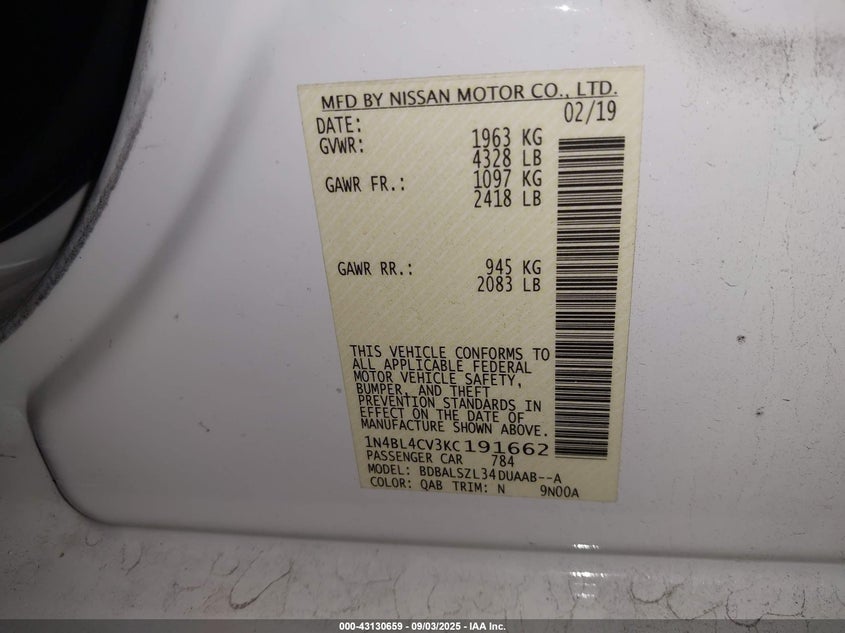 MFD BY NISSAN MOTOR CO., LTD.
DATE: 02/19
GVWR: 1963 KG
4328 LB
GAWR FR.: 1097 KG
2418 LB
GAWR RR.: 945 KG
2083 LB
THIS VEHICLE CONFORMS TO
ALL APPLICABLE FEDERAL
MOTOR VEHICLE SAFETY,
BUMPER, AND THEFT
PREVENTION STANDARDS IN
EFFECT ON THE DATE OF
MANUFACTURE SHOWN ABOVE.
1N4BL4CV3KC191662
PASSENGER CAR 784
MODEL: BDBALSZL34DUAAB--A
COLOR: QAB TRIM: N 9N00A
000-43130659 - 09/03/2025 - IAA Inc.